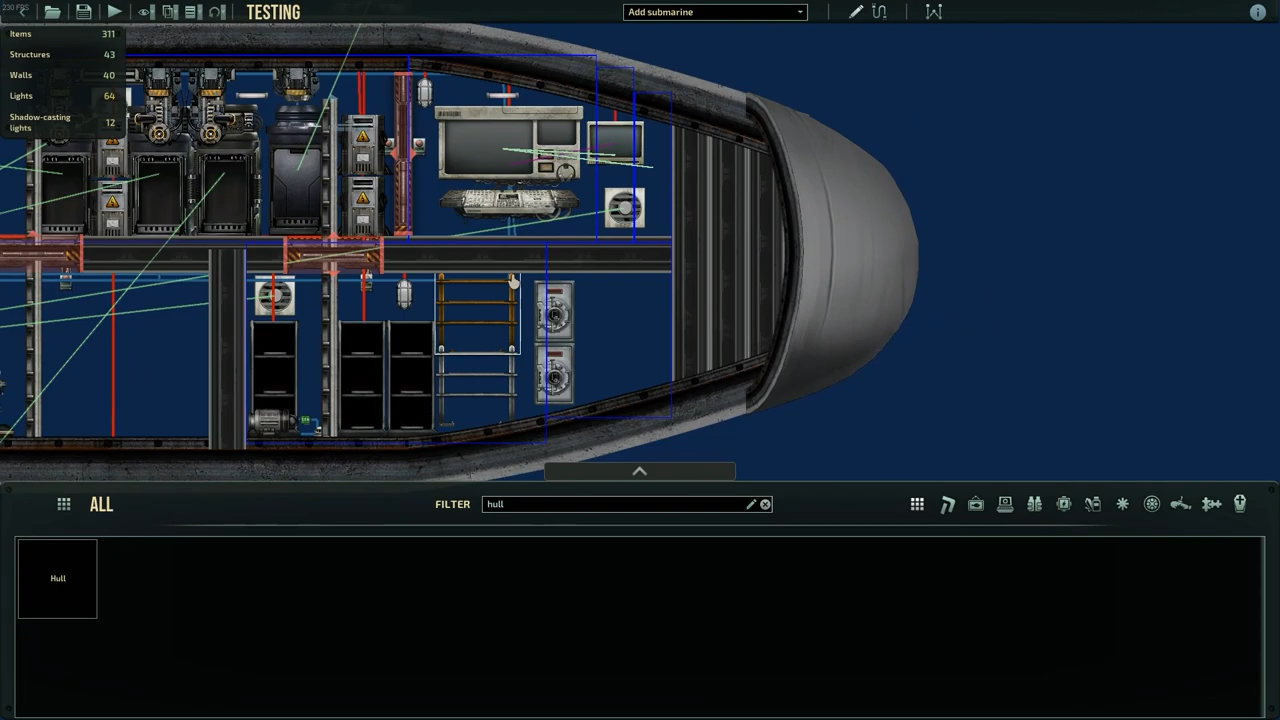 230 FPS
TESTING
Add submarine
Items 311
Structures 43
Walls 40
Lights 64
Shadow-casting
lights 12
ALL
FILTER
hull
Hull